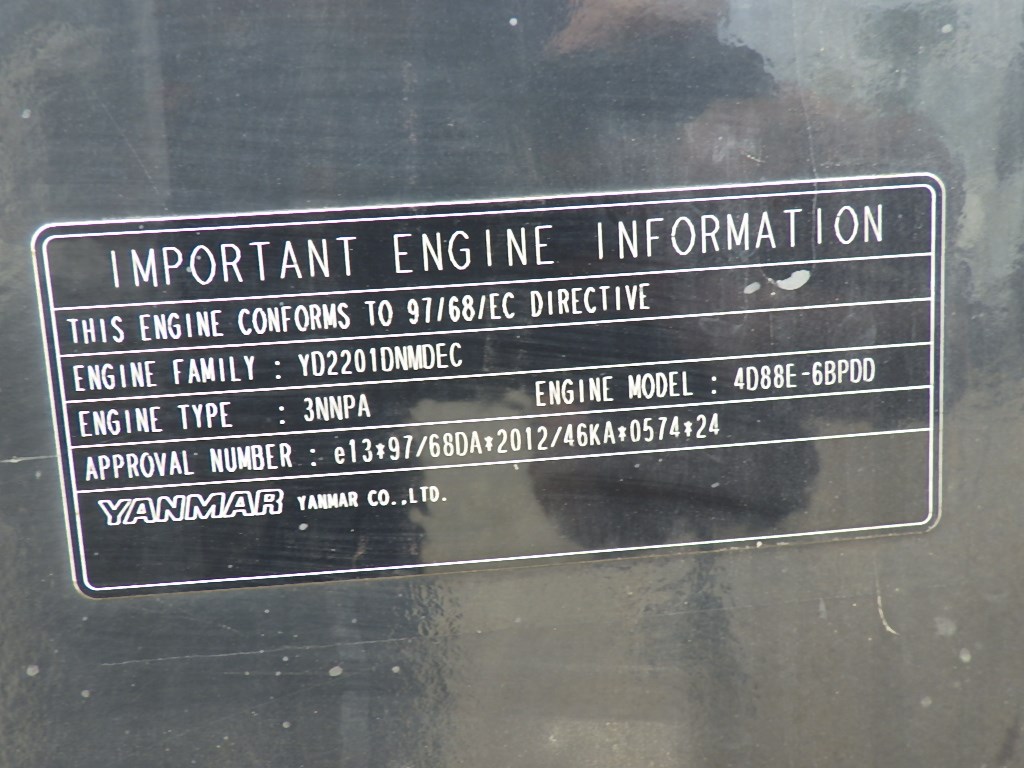 IMPORTANT ENGINE INFORMATION
THIS ENGINE CONFORMS TO 97/68/EC DIRECTIVE
ENGINE FAMILY : YD2201DNMDEC
ENGINE TYPE : 3NNPA ENGINE MODEL : 4D88E-6BPDD
APPROVAL NUMBER : e13*97/68DA*2012/46KA*0574*24
YANMAR YANMAR CO.,LTD.